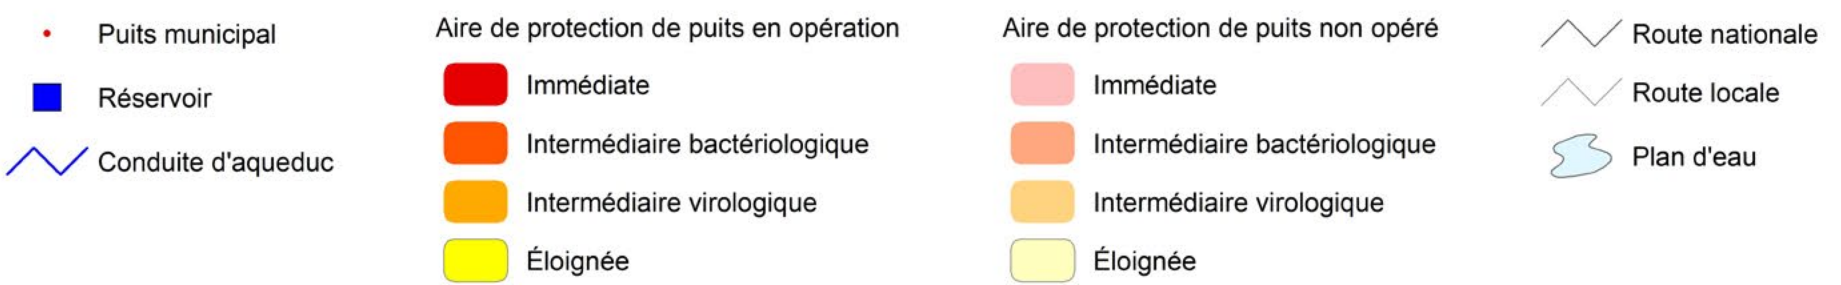 Puits municipal
Réservoir
Conduite d'aqueduc
Aire de protection de puits en opération
Immédiate
Intermédiaire bactériologique
Intermédiaire virologique
Éloignée
Aire de protection de puits non opéré
Immédiate
Intermédiaire bactériologique
Intermédiaire virologique
Éloignée
Route nationale
Route locale
Plan d'eau